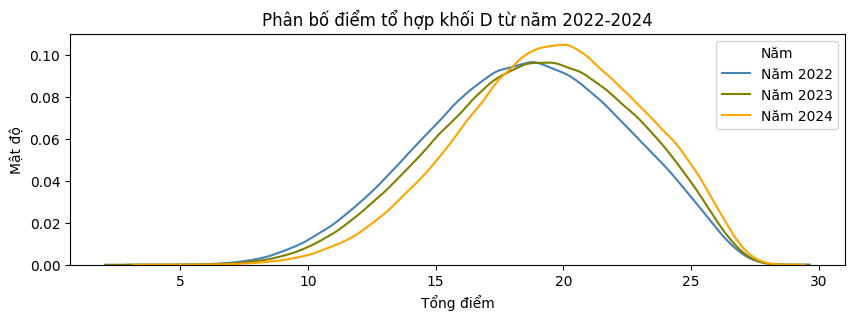 Phân bố điểm tổ hợp khối D từ năm 2022-2024
Mật độ
0.10
0.08
0.06
0.04
0.02
0.00
Năm
Năm 2022
Năm 2023
Năm 2024
5 10 15 20 25 30
Tổng điểm